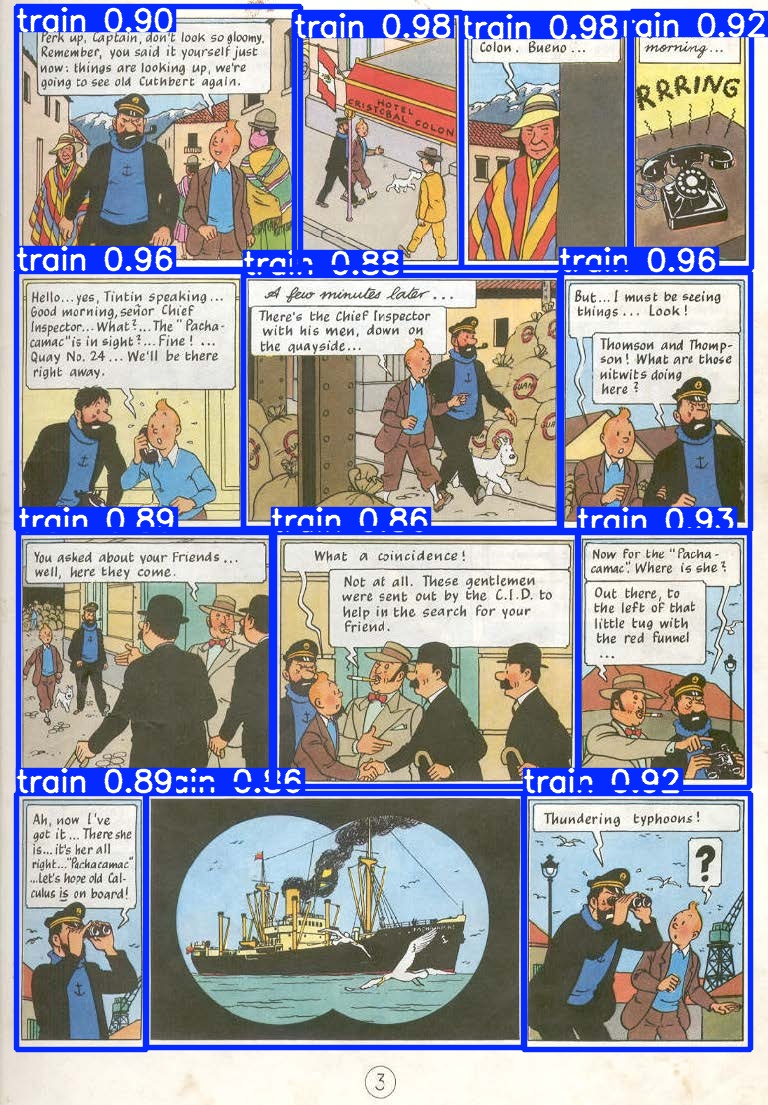 train 0.90
Perk up, Captain, don't look so gloomy.
Remember, you said it yourself just
now: things are looking up, we're
going to see old Cuthbert again.
train 0.98
HOTEL
CRISTOBAL COLON
train 0.98
Colon. Bueno ...
train 0.92
morning...
RRRING
train 0.96
Hello...yes, Tintin speaking...
Good morning, señor Chief
Inspector...What?...The "Pacha-
camac" is in sight?...Fine! ...
Quay No. 24... We'll be there
right away.
train 0.88
A few minutes later...
There's the Chief Inspector
with his men, down on
the quayside...
GUANO
train 0.96
But...I must be seeing
things... Look!
Thomson and Thomp-
son! What are those
nitwits doing
here?
train 0.89
You asked about your friends...
well, here they come.
train 0.86
What a coincidence!
Not at all. These gentlemen
were sent out by the C.I.D. to
help in the search for your
friend.
train 0.93
Now for the "Pacha-
camac". Where is she?
Out there, to
the left of that
little tug with
the red funnel
...
train 0.89
Ah, now I've
got it... There she
is...it's her all
right..."Pachacamac"
...Let's hope old Cal-
culus is on board!
0.86
train 0.92
Thundering typhoons!
?
3